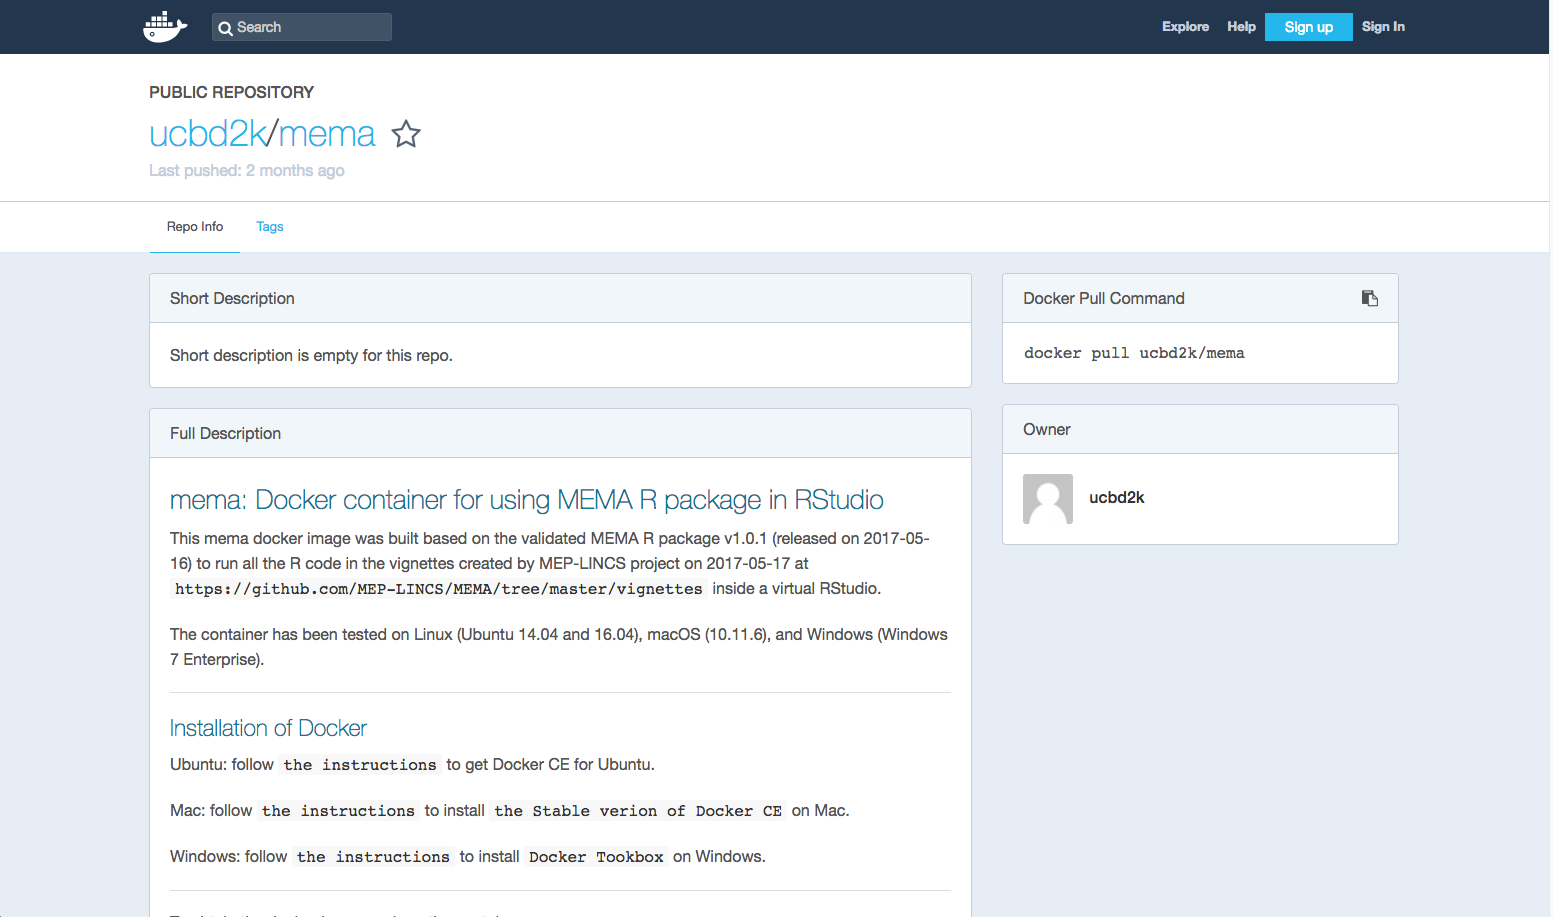 Search
Explore
Help
Sign up
Sign In
PUBLIC REPOSITORY
ucbd2k/mema
Last pushed: 2 months ago
Repo Info
Tags
Short Description
Short description is empty for this repo.
Docker Pull Command
docker pull ucbd2k/mema
Owner
ucbd2k
Full Description
mema: Docker container for using MEMA R package in RStudio
This mema docker image was built based on the validated MEMA R package v1.0.1 (released on 2017-05-
16) to run all the R code in the vignettes created by MEP-LINCS project on 2017-05-17 at
https://github.com/MEP-LINCS/MEMA/tree/master/vignettes inside a virtual RStudio.
The container has been tested on Linux (Ubuntu 14.04 and 16.04), macOS (10.11.6), and Windows (Windows
7 Enterprise).
Installation of Docker
Ubuntu: follow the instructions to get Docker CE for Ubuntu.
Mac: follow the instructions to install the Stable verion of Docker CE on Mac.
Windows: follow the instructions to install Docker Tookbox on Windows.